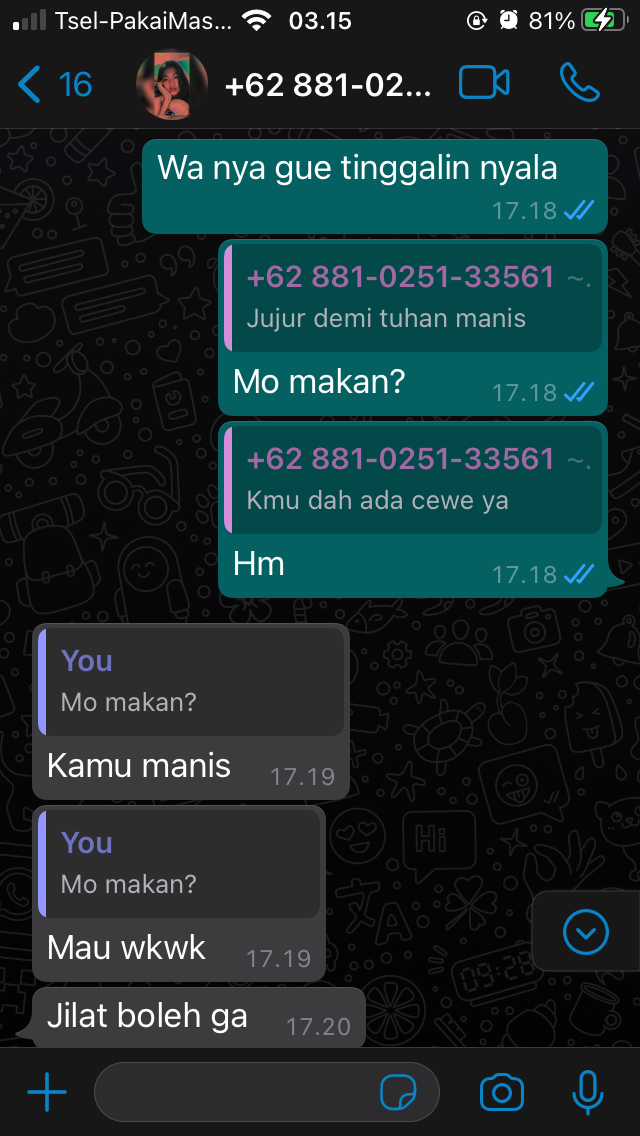 Tsel-PakaiMas... 03.15 81%
16 +62 881-02...
Wa nya gue tinggalin nyala
17.18
+62 881-0251-33561 ~.
Jujur demi tuhan manis
Mo makan? 17.18
+62 881-0251-33561 ~.
Kmu dah ada cewe ya
Hm 17.18
You
Mo makan?
Kamu manis 17.19
You
Mo makan?
Mau wkwk 17.19
Jilat boleh ga 17.20